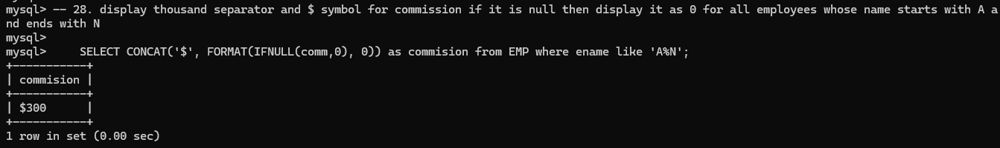 mysql> -- 28. display thousand separator and $ symbol for commission if it is null then display it as 0 for all employees whose name starts with A a
nd ends with N
mysql>
mysql>     SELECT CONCAT('$', FORMAT(IFNULL(comm,0), 0)) as commision from EMP where ename like 'A%N';
+-----------+
| commision |
+-----------+
| $300      |
+-----------+
1 row in set (0.00 sec)